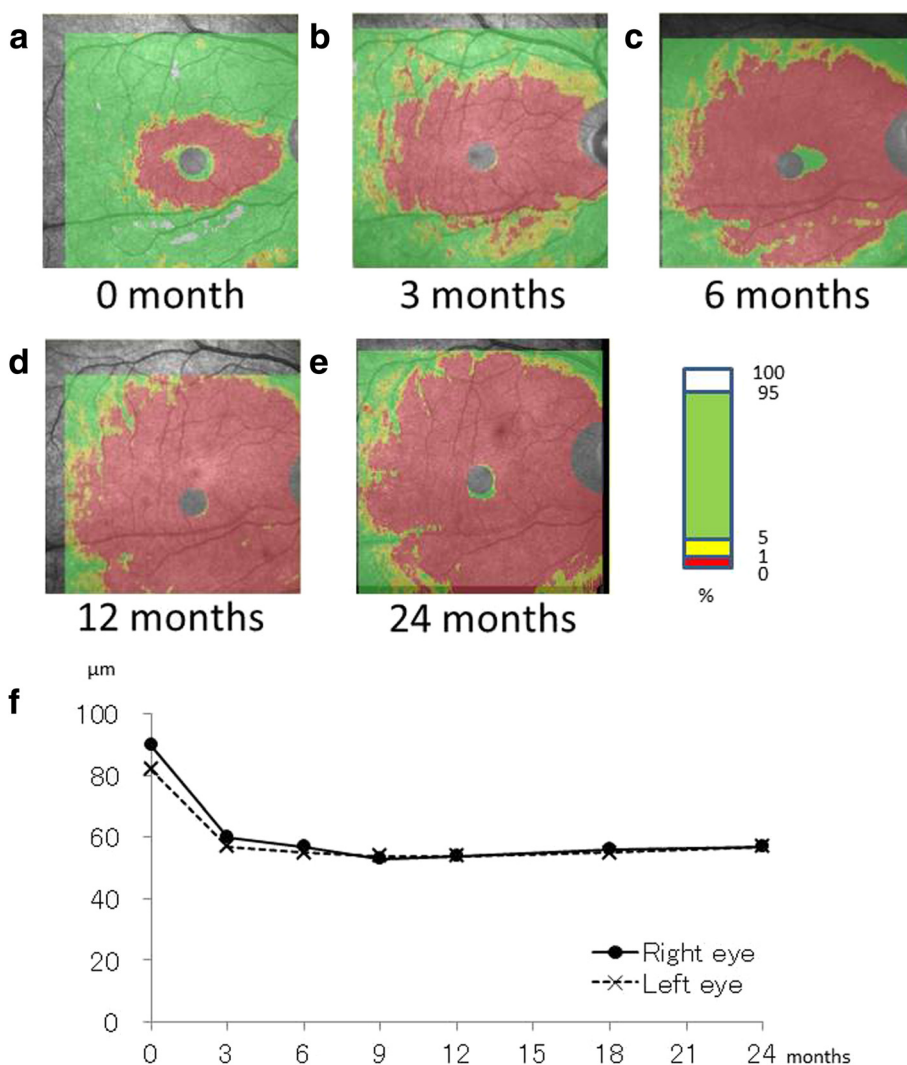 a
b
c
0 month
3 months
6 months
d
e
100
95
5
1
0
%
12 months
24 months
f
μm
100
80
60
40
20
0
Right eye
Left eye
0 3 6 9 12 15 18 21 24 months